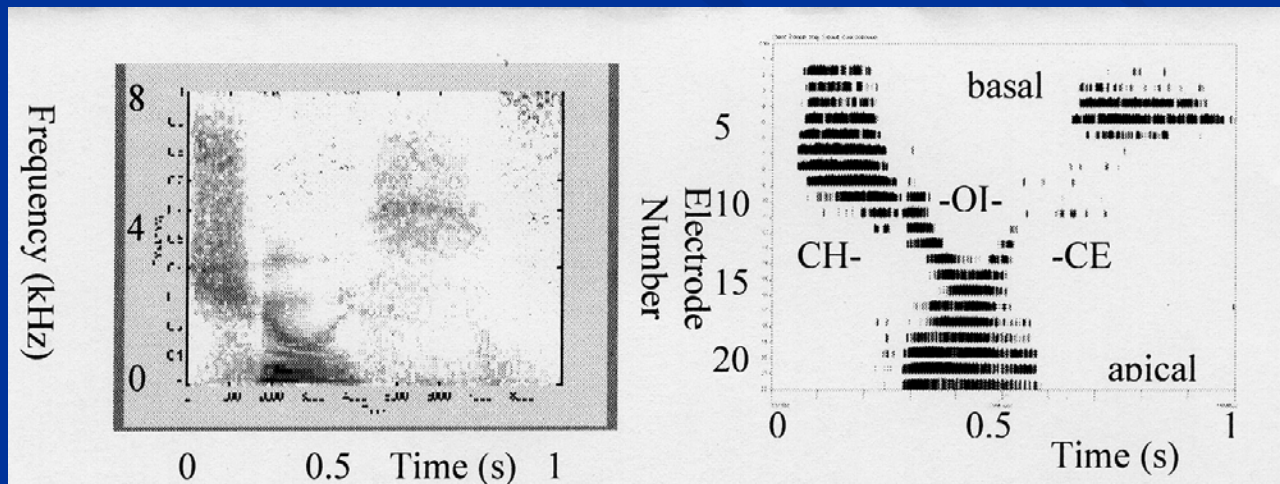 Frequency (kHz)
8
4
0
0 0.5 Time (s) 1
Electrode
Number
5
10
15
20
basal
-OI-
CH-
-CE
apical
0 0.5 1
Time (s)